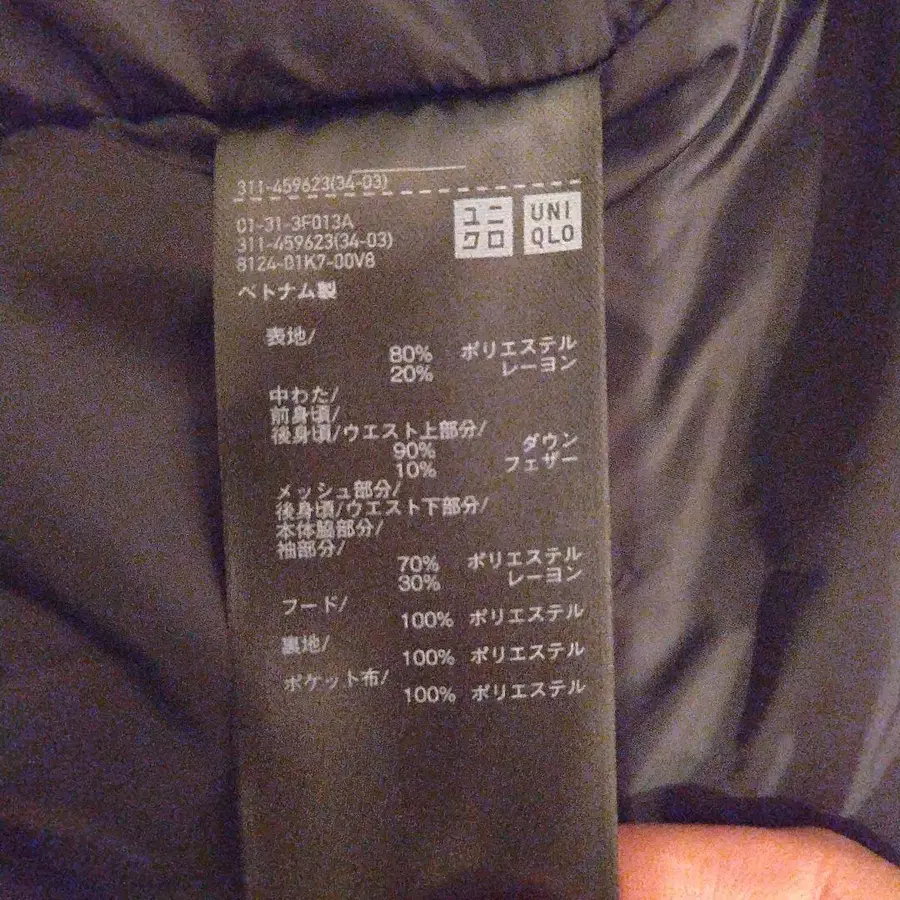 311-459623(34-03)
ユニクロ
UNIQLO
01-31-3F013A
311-459623(34-03)
8124-01K7-00V8
ベトナム製
表地/
80% ポリエステル
20% レーヨン
中わた/
前身頃/
後身頃/ウエスト上部分/
90% ダウン
10% フェザー
メッシュ部分/
後身頃/ウエスト下部分/
本体脇部分/
袖部分/
70% ポリエステル
30% レーヨン
フード/
100% ポリエステル
裏地/
100% ポリエステル
ポケット布/
100% ポリエステル